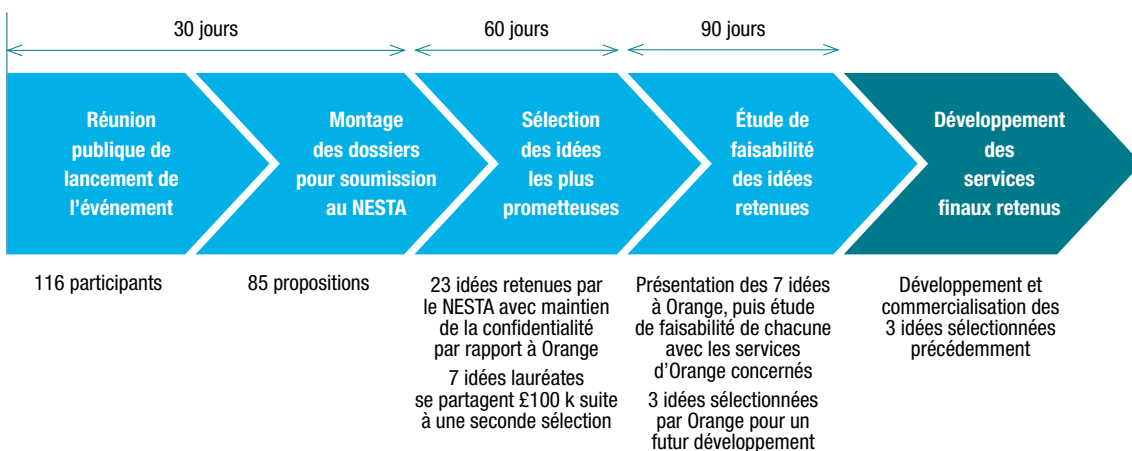 30 jours
60 jours
90 jours
Réunion
publique de
lancement de
l'événement
Montage
des dossiers
pour soumission
au NESTA
Sélection
des idées
les plus
prometteuses
Étude de
faisabilité
des idées
retenues
Développement
des
services
finaux retenus
116 participants
85 propositions
23 idées retenues par
le NESTA avec maintien
de la confidentialité
par rapport à Orange
7 idées lauréates
se partagent £100 k suite
à une seconde sélection
Présentation des 7 idées
à Orange, puis étude
de faisabilité de chacune
avec les services
d'Orange concernés
3 idées sélectionnées
par Orange pour un
futur développement
Développement et
commercialisation des
3 idées sélectionnées
précédemment